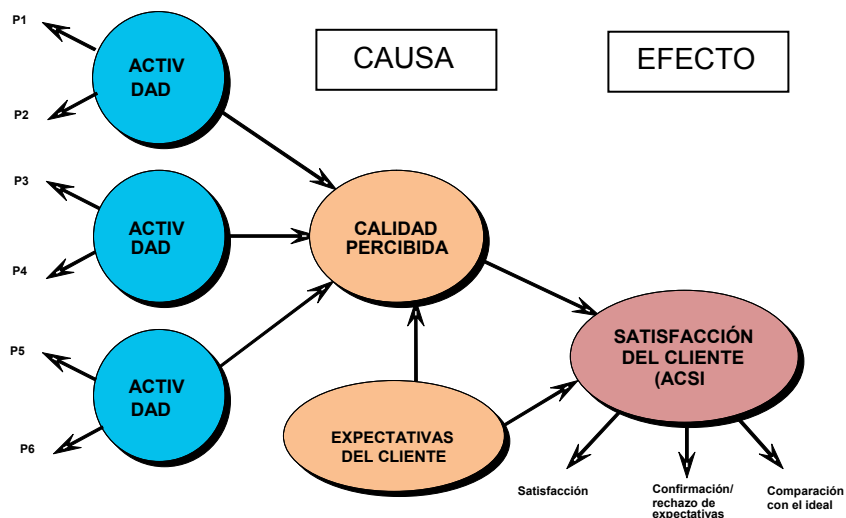 P1
ACTIV
DAD
P2
CAUSA
EFECTO
P3
ACTIV
DAD
P4
CALIDAD
PERCIBIDA
P5
ACTIV
DAD
P6
SATISFACCIÓN
DEL CLIENTE
(ACSI
EXPECTATIVAS
DEL CLIENTE
Satisfacción
Confirmación/
rechazo de
expectativas
Comparación
con el ideal